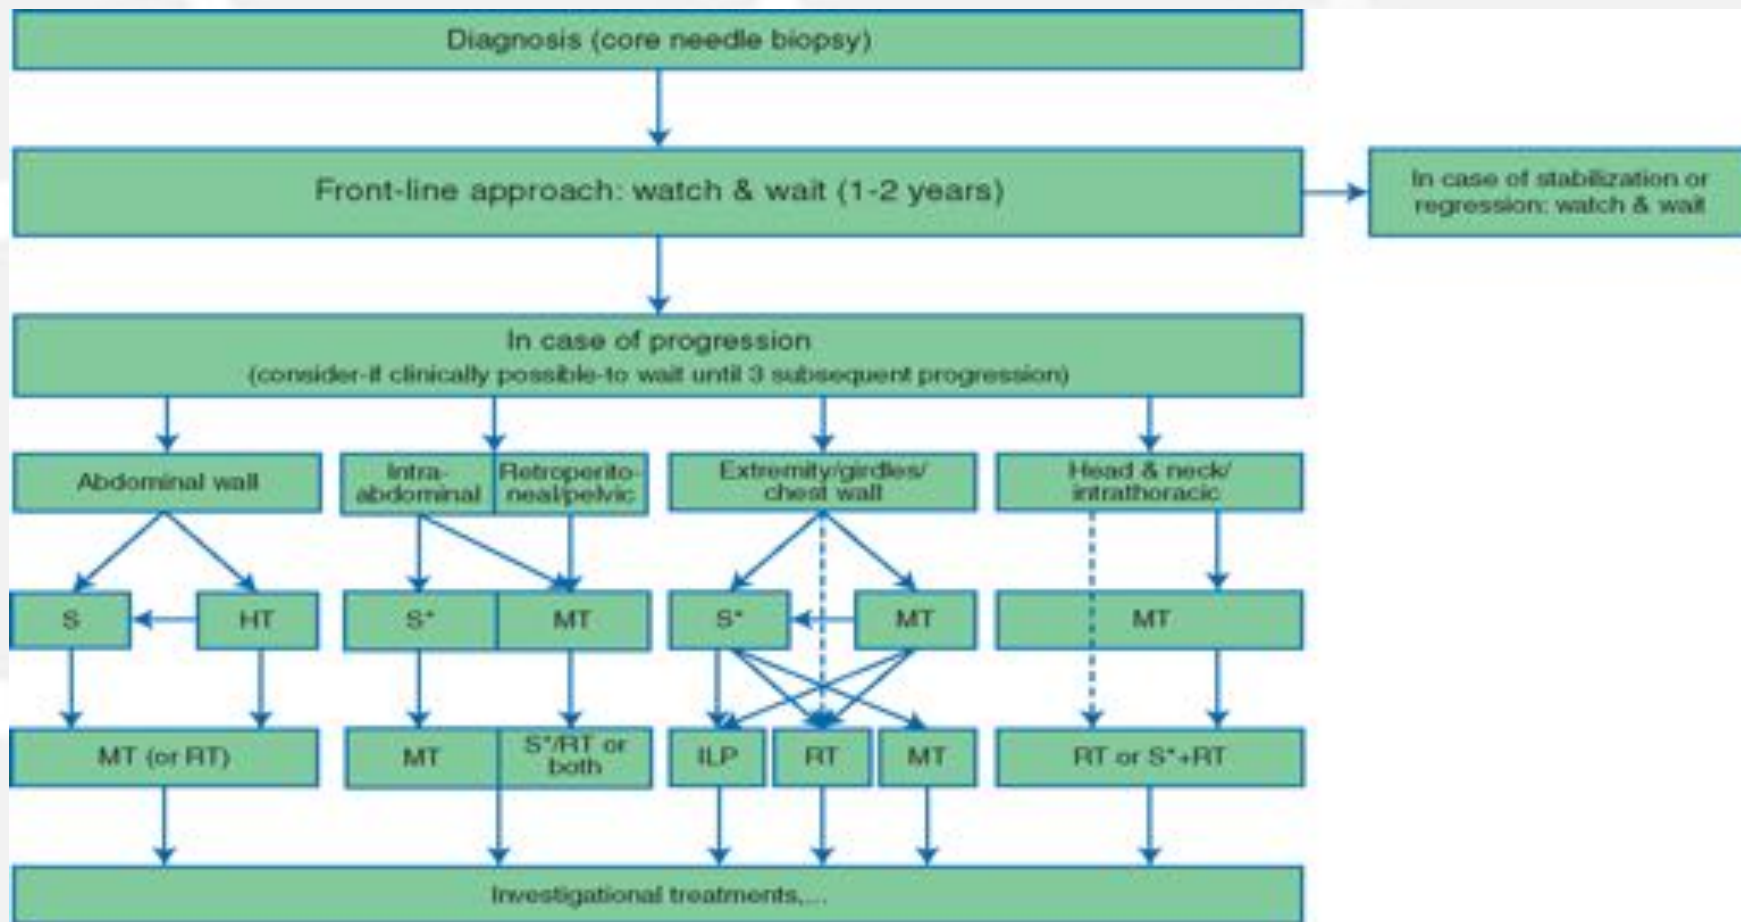 Diagnosis (core needle biopsy)
Front-line approach: watch & wait (1-2 years)
In case of stabilization or
regression: watch & wait
In case of progression
(consider-if clinically possible-to wait until 3 subsequent progression)
Abdominal wall
Intra-
abdominal
Retroperito-
neal/pelvic
Extremity/girdles/
chest wall
Head & neck/
intrathoracic
S
HT
S*
MT
S*
MT
MT
MT (or RT)
MT
S*/RT or
both
ILP
RT
MT
RT or S*+RT
Investigational treatments,...